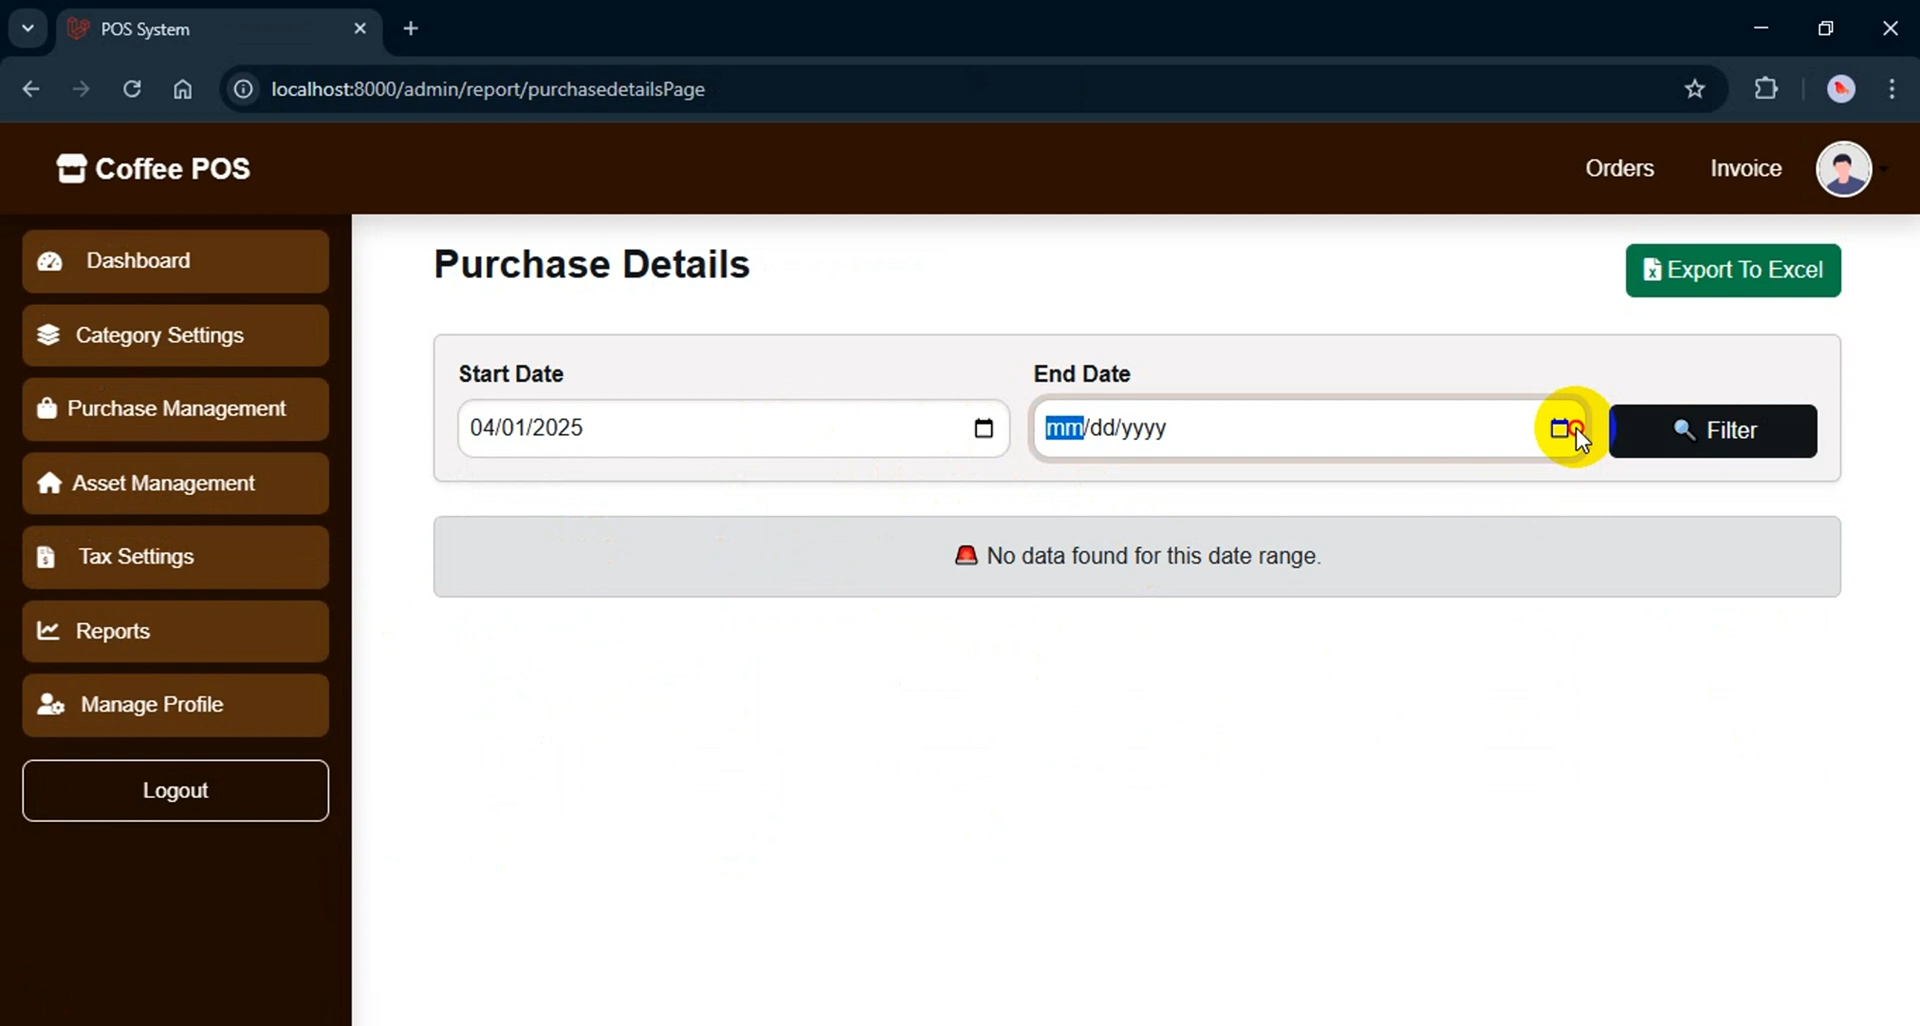 POS System
localhost:8000/admin/report/purchasedetailsPage
Coffee POS
Orders
Invoice
Dashboard
Category Settings
Purchase Management
Asset Management
Tax Settings
Reports
Manage Profile
Logout
Purchase Details
Export To Excel
Start Date
End Date
04/01/2025
mm/dd/yyyy
Filter
No data found for this date range.